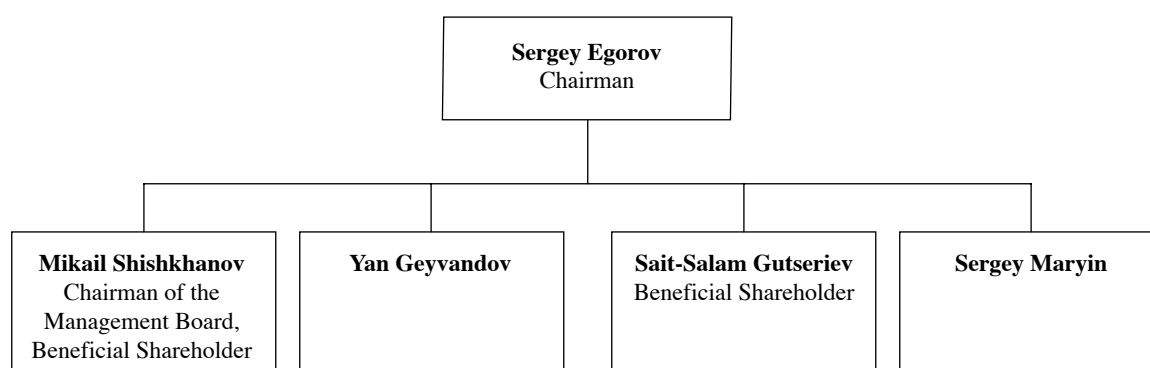 Sergey Egorov
Chairman
Mikail Shishkhanov
Chairman of the
Management Board,
Beneficial Shareholder
Yan Geyvandov
Sait-Salam Gutseriev
Beneficial Shareholder
Sergey Maryin